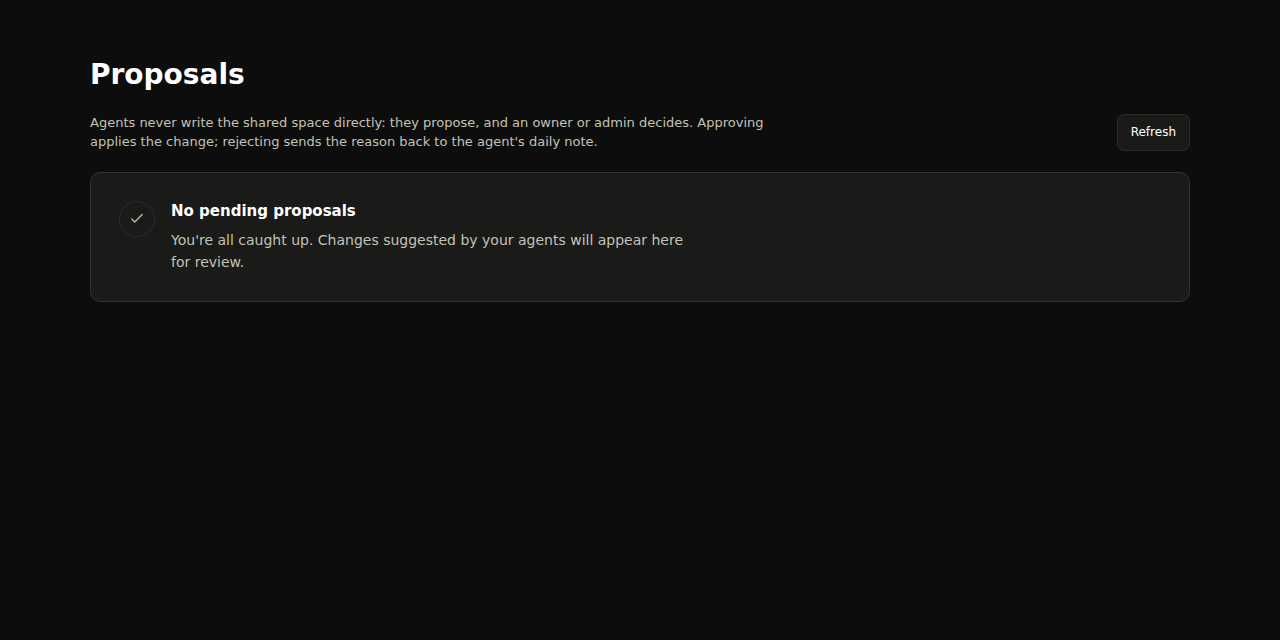 Proposals
Agents never write the shared space directly: they propose, and an owner or admin decides. Approving
applies the change; rejecting sends the reason back to the agent's daily note.
Refresh
No pending proposals
You're all caught up. Changes suggested by your agents will appear here
for review.